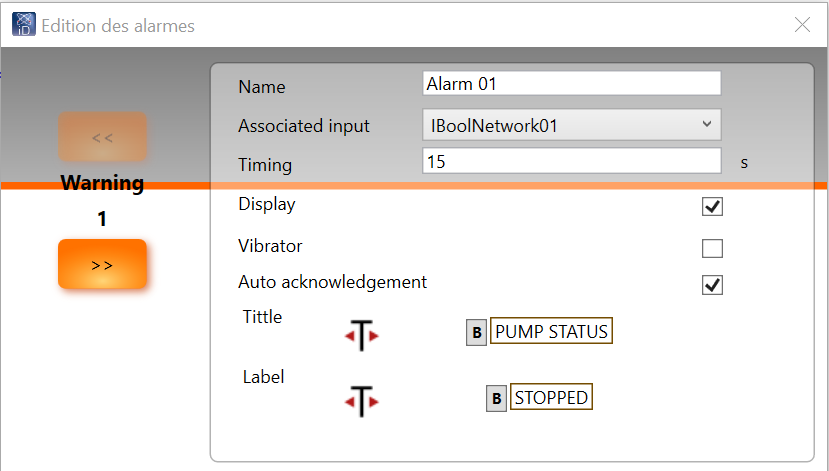 iD Edition des alarmes
Name Alarm 01
Associated input IBoolNetwork01
<<
Timing 15 s
Warning
1
Display
Vibrator
>>
Auto acknowledgement
Tittle B PUMP STATUS
Label B STOPPED